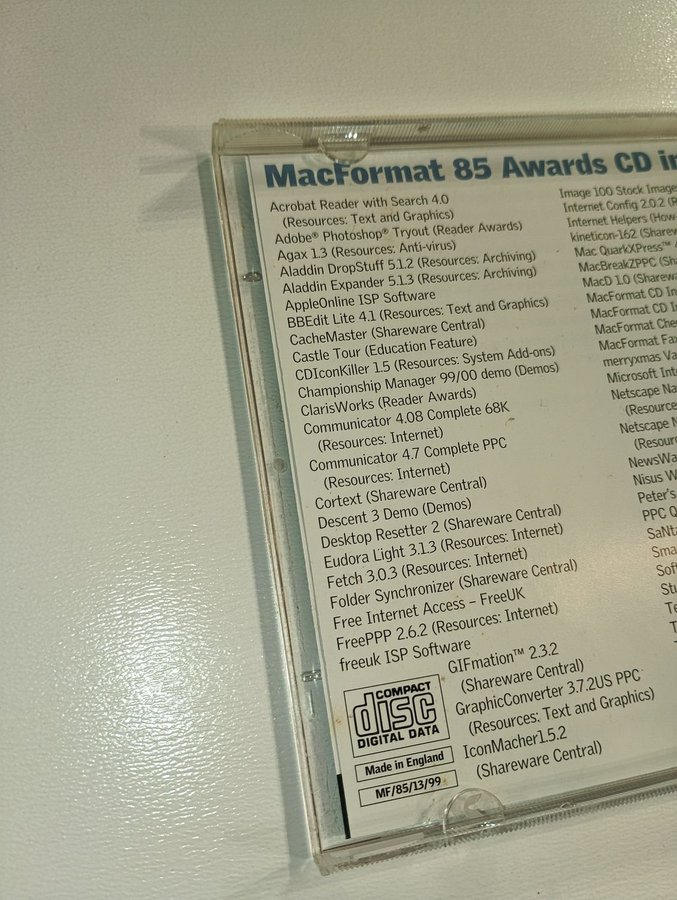 MacFormat 85 Awards CD
Acrobat Reader with Search 4.0
(Resources: Text and Graphics)
Adobe® Photoshop® Tryout (Reader Awards)
Agax 1.3 (Resources: Anti-virus)
Aladdin DropStuff 5.1.2 (Resources: Archiving)
Aladdin Expander 5.1.3 (Resources: Archiving)
AppleOnline ISP Software
BBEdit Lite 4.1 (Resources: Text and Graphics)
CacheMaster (Shareware Central)
Castle Tour (Education Feature)
CDIconKiller 1.5 (Resources: System Add-ons)
Championship Manager 99/00 demo (Demos)
ClarisWorks (Reader Awards)
Communicator 4.08 Complete 68K
(Resources: Internet)
Communicator 4.7 Complete PPC
(Resources: Internet)
Cortext (Shareware Central)
Descent 3 Demo (Demos)
Desktop Resetter 2 (Shareware Central)
Eudora Light 3.1.3 (Resources: Internet)
Fetch 3.0.3 (Resources: Internet)
Folder Synchronizer (Shareware Central)
Free Internet Access – FreeUK
FreePPP 2.6.2 (Resources: Internet)
freeuk ISP Software
GIFmation™ 2.3.2
(Shareware Central)
GraphicConverter 3.7.2US PPC
(Resources: Text and Graphics)
IconMacher1.5.2
(Shareware Central)
COMPACT
disc
DIGITAL DATA
Made in England
MF/85/13/99
Image 100 Stock Image
Internet Config 2.0.2
Internet Helpers
kineticon-162
Mac QuarkXPress™
MacBreakZPPC
MacD 1.0
MacFormat CD
MacFormat CD
MacFormat
MacFormat
merryxmas
Microsoft
Netscape
Netscape
Nisus
Peter's
PPC